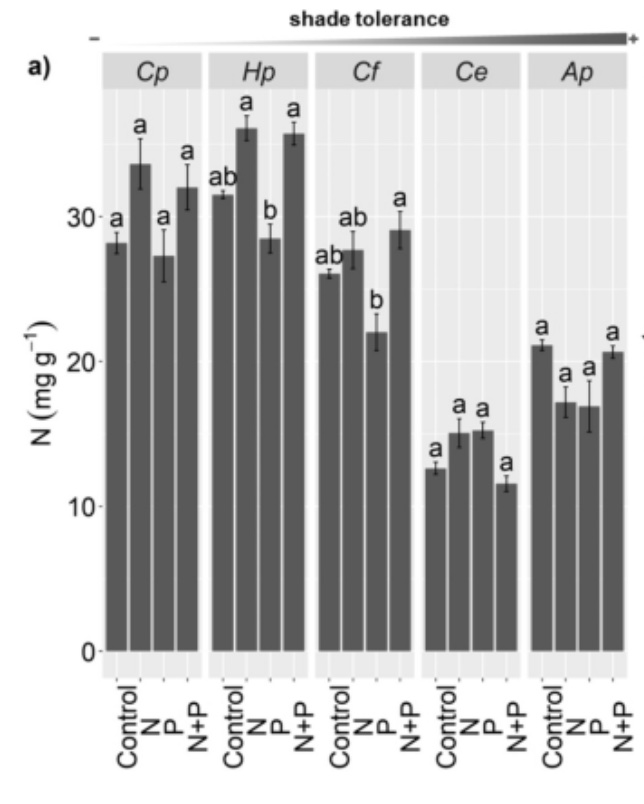 shade tolerance
− +
a)
Cp Hp Cf Ce Ap
a a a a
ab a b a
ab ab b a
a a a a
a a a a
30
20
10
0
N (mg g⁻¹)
Control N P N+P Control N P N+P Control N P N+P Control N P N+P Control N P N+P